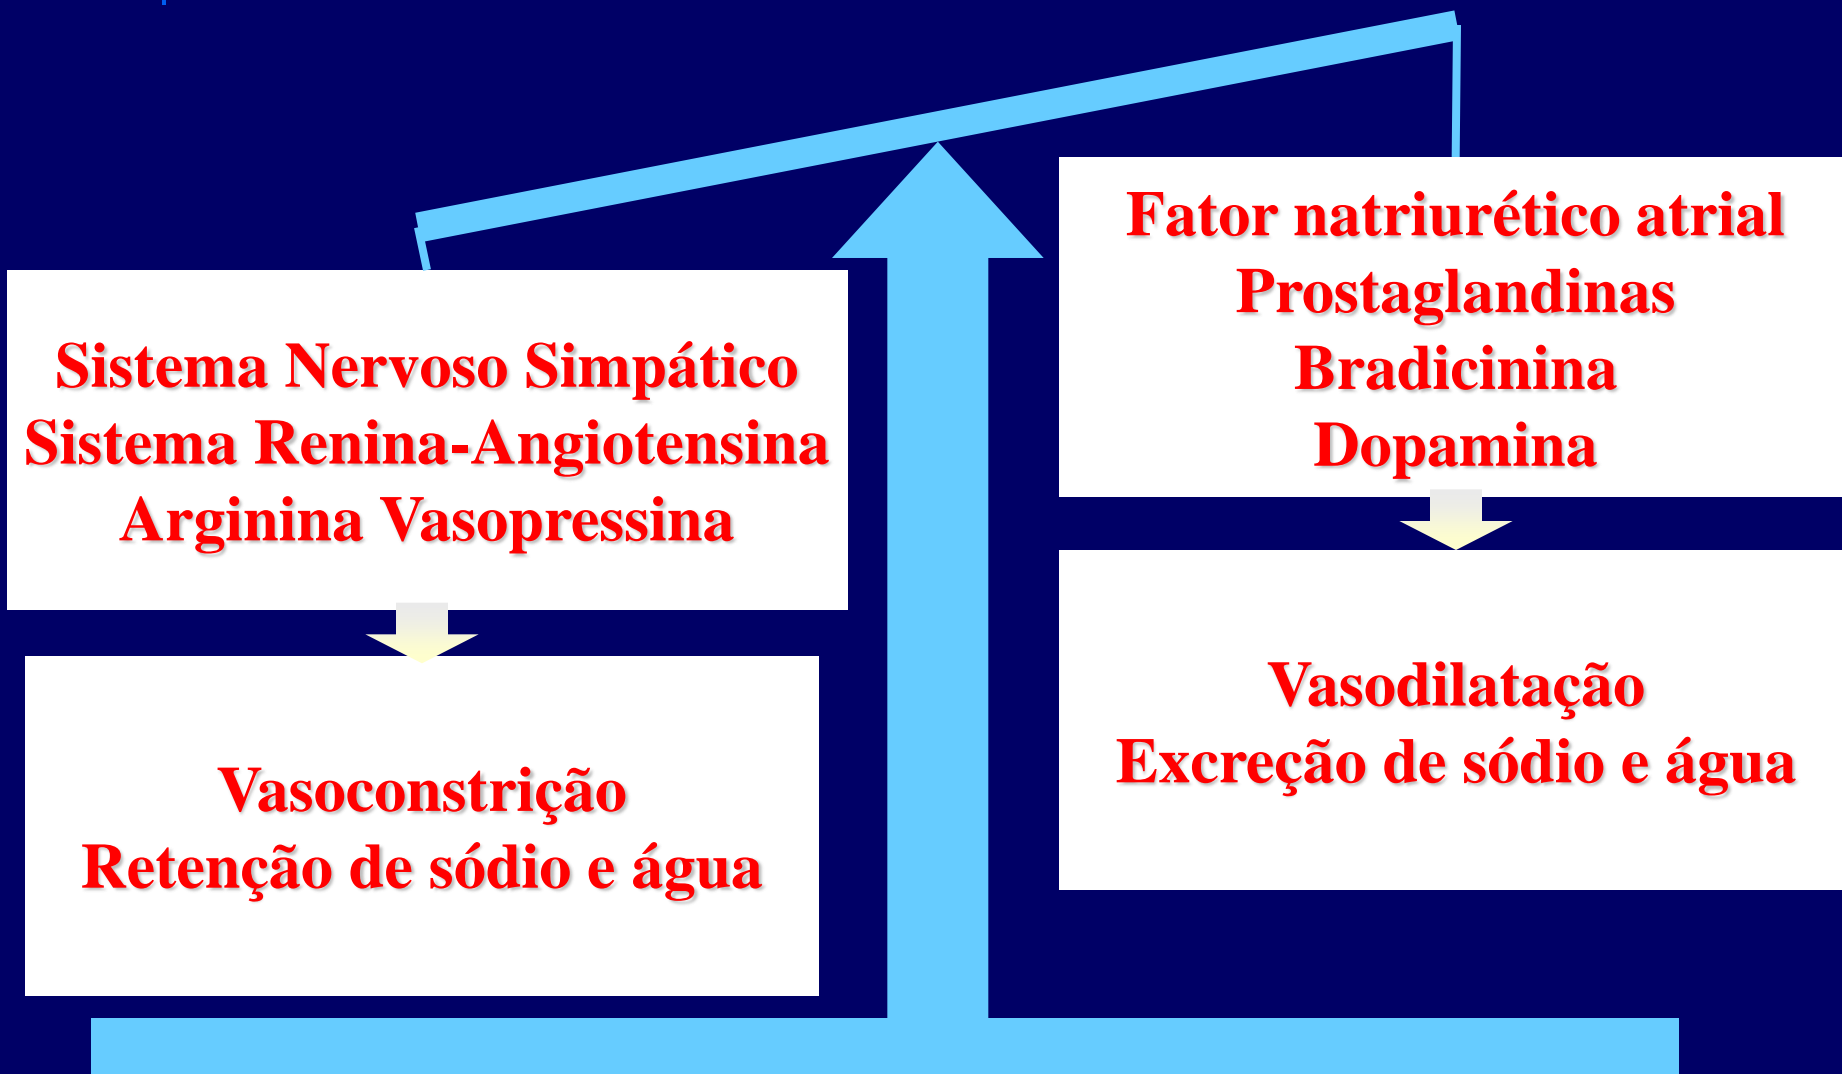 Sistema Nervoso Simpático
Sistema Renina-Angiotensina
Arginina Vasopressina
Vasoconstrição
Retenção de sódio e água
Fator natriurético atrial
Prostaglandinas
Bradicinina
Dopamina
Vasodilatação
Excreção de sódio e água